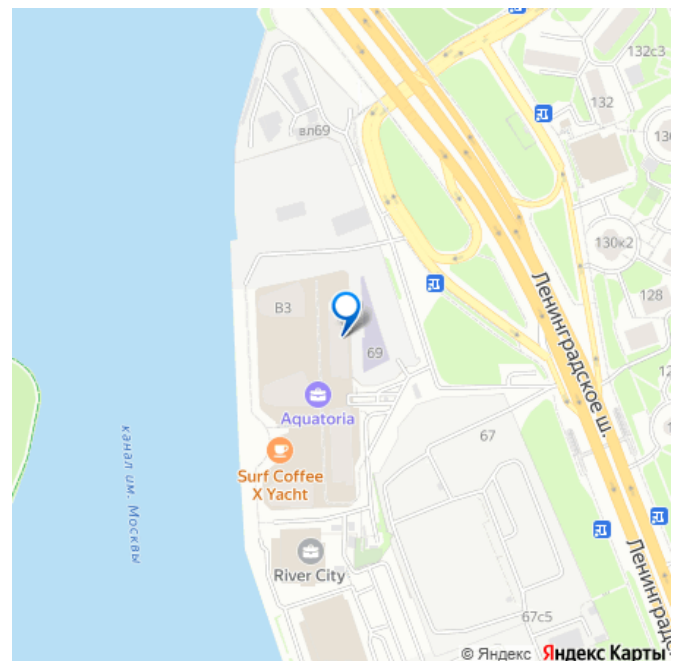 132с3
132
вл69
130к2
128
Ленинградское ш.
В3
69
Aquatoria
67
канал им. Москвы
Surf Coffee
X Yacht
River City
67с5
© Яндекс Яндекс Карты